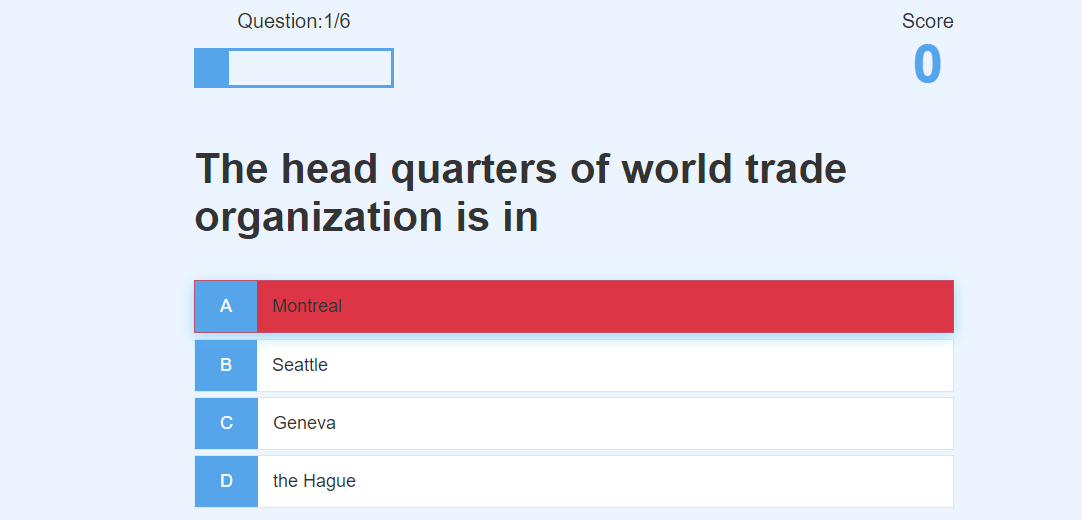 Question:1/6
Score
0
The head quarters of world trade
organization is in
A Montreal
B Seattle
C Geneva
D the Hague